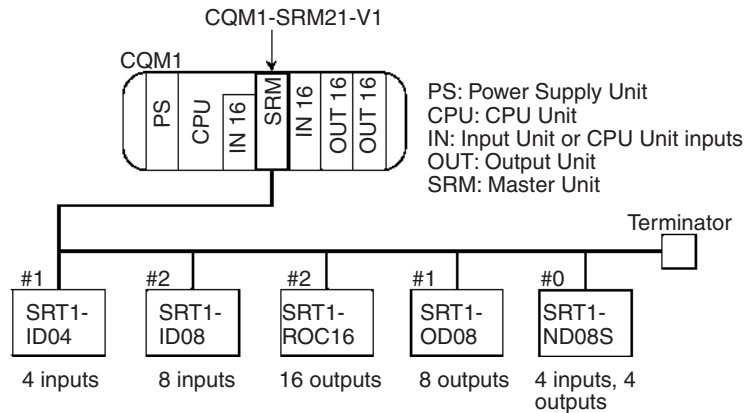 CQM1-SRM21-V1
CQM1
PS
CPU
IN 16
SRM
IN 16
OUT 16
OUT 16
PS: Power Supply Unit
CPU: CPU Unit
IN: Input Unit or CPU Unit inputs
OUT: Output Unit
SRM: Master Unit
Terminator
#1
#2
#2
#1
#0
SRT1-
ID04
SRT1-
ID08
SRT1-
ROC16
SRT1-
OD08
SRT1-
ND08S
4 inputs
8 inputs
16 outputs
8 outputs
4 inputs, 4
outputs